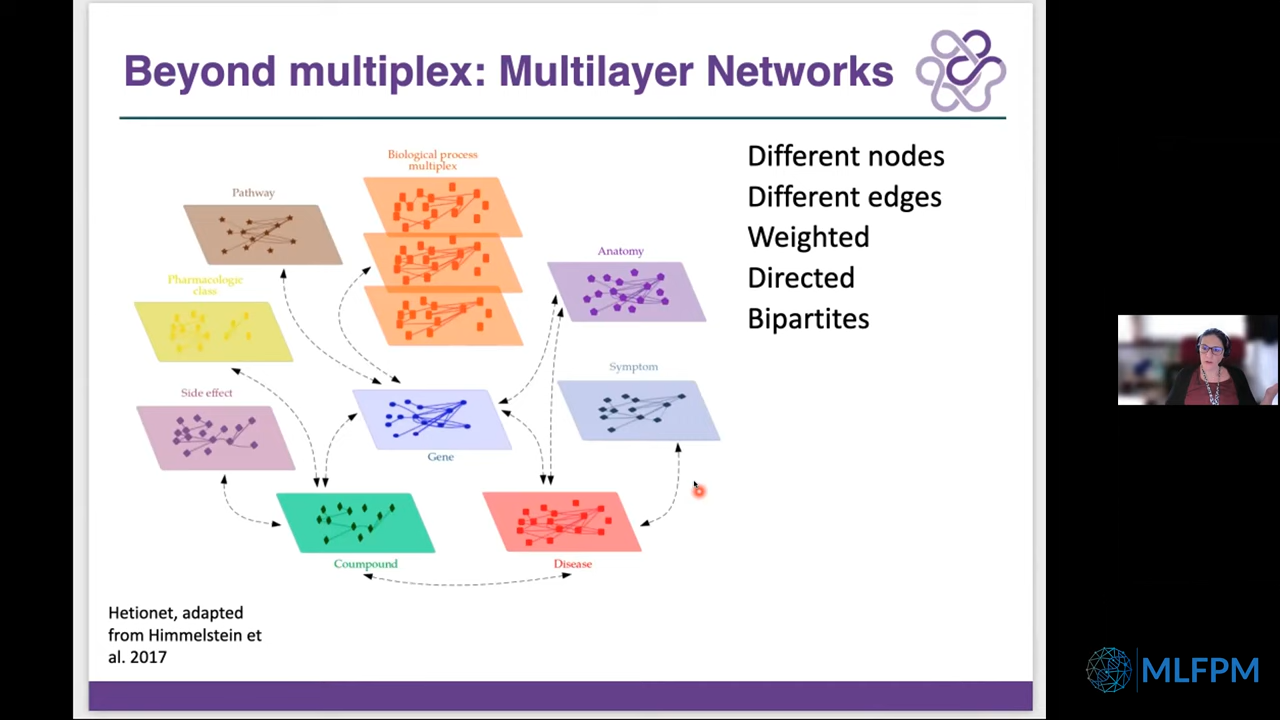 Beyond multiplex: Multilayer Networks
Biological process
multiplex
Pathway
Anatomy
Pharmacologic
class
Symptom
Side effect
Gene
Coumpound
Disease
Different nodes
Different edges
Weighted
Directed
Bipartites
Hetionet, adapted
from Himmelstein et
al. 2017
MLFPM